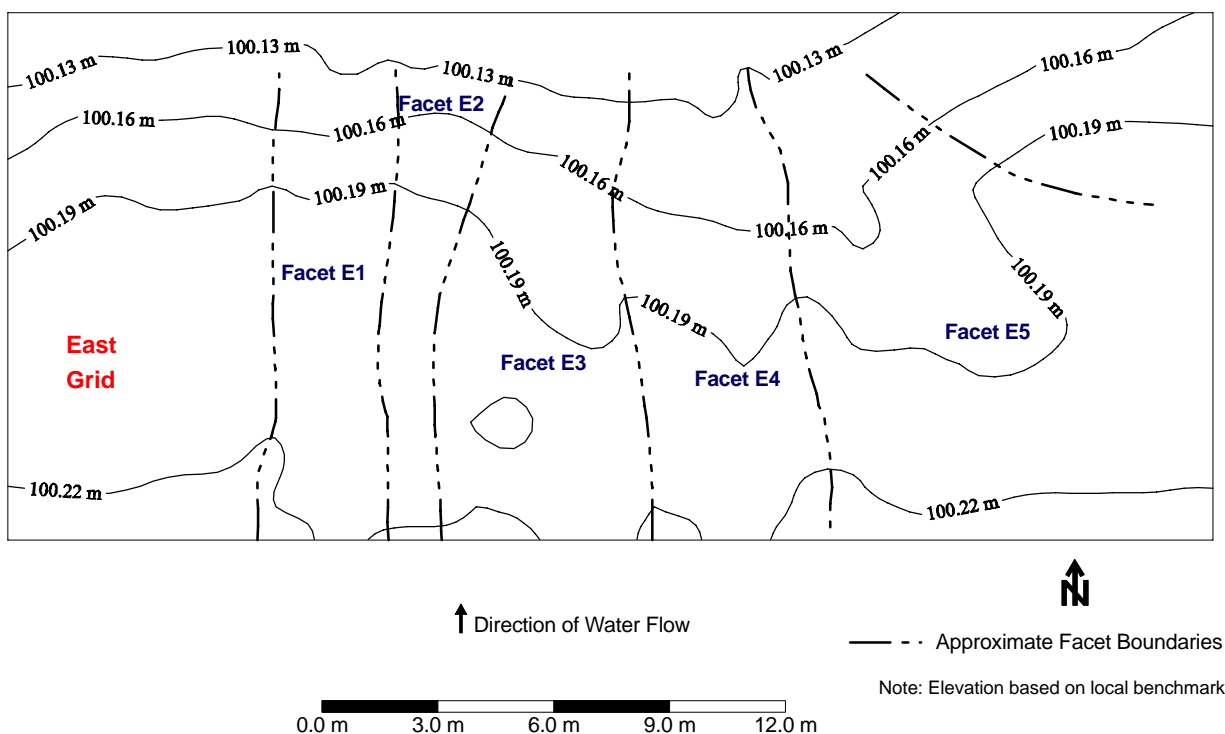 100.13 m
100.13 m
100.13 m
100.13 m
100.16 m
Facet E2
100.16 m
100.16 m
100.19 m
100.16 m
100.16 m
100.19 m
100.19 m
100.16 m
Facet E1
100.19 m
100.19 m
100.19 m
East
Grid
Facet E3
Facet E4
Facet E5
100.22 m
100.22 m
N
Direction of Water Flow
Approximate Facet Boundaries
Note: Elevation based on local benchmark
0.0 m 3.0 m 6.0 m 9.0 m 12.0 m